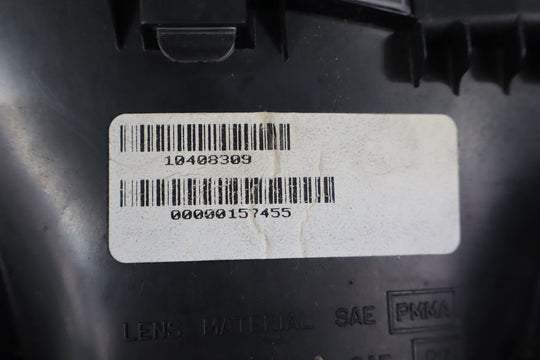 10408309
00000157455
LENS MATERIAL SAE PMMA